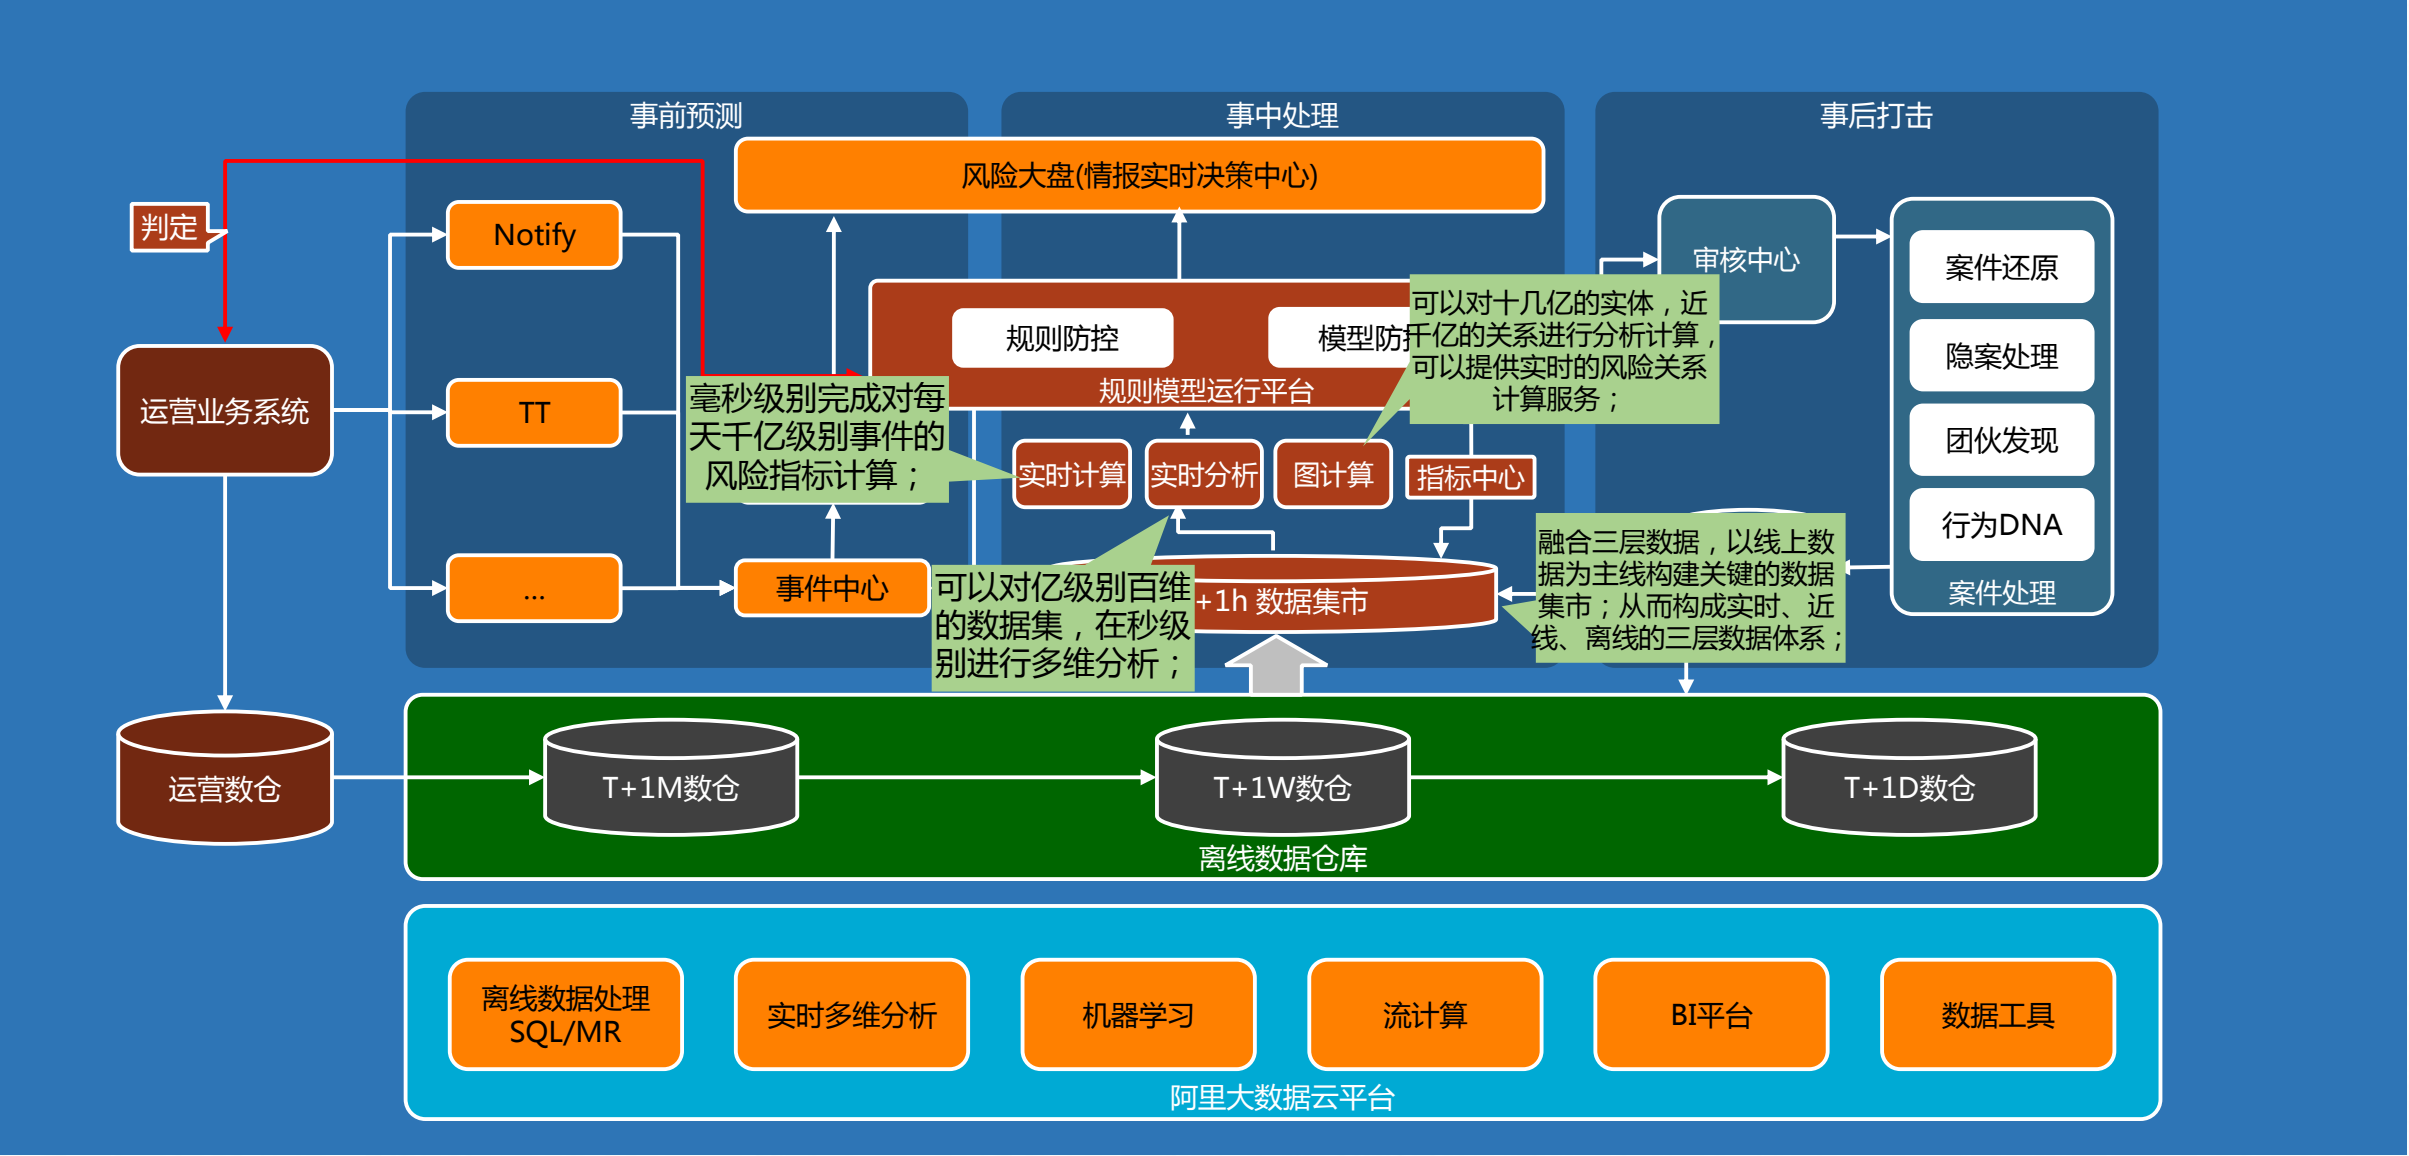 事前预测
事中处理
事后打击
风险大盘(情报实时决策中心)
判定
Notify
TT
...
运营业务系统
规则防控
模型防
规则模型运行平台
可以对十几亿的实体，近
千亿的关系进行分析计算，
可以提供实时的风险关系
计算服务；
毫秒级别完成对每
天千亿级别事件的
风险指标计算；
实时计算
实时分析
图计算
指标中心
事件中心
可以对亿级别百维
的数据集，在秒级
别进行多维分析；
+1h 数据集市
融合三层数据，以线上数
据为主线构建关键的数据
集市；从而构成实时、近
线、离线的三层数据体系；
审核中心
案件还原
隐案处理
团伙发现
行为DNA
案件处理
运营数仓
T+1M数仓
T+1W数仓
T+1D数仓
离线数据仓库
离线数据处理
SQL/MR
实时多维分析
机器学习
流计算
BI平台
数据工具
阿里大数据云平台